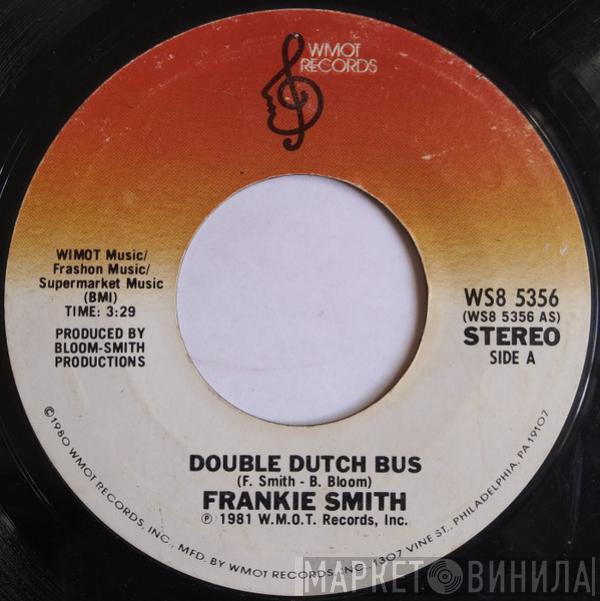 WMOT
RECORDS
WIMOT Music/
Frashon Music/
Supermarket Music
(BMI)
TIME: 3:29
PRODUCED BY
BLOOM-SMITH
PRODUCTIONS
WS8 5356
(WS8 5356 AS)
STEREO
SIDE A
DOUBLE DUTCH BUS
(F. Smith - B. Bloom)
FRANKIE SMITH
℗ 1981 W.M.O.T. Records, Inc.
©1980 WMOT RECORDS, INC., MFD. BY WMOT RECORDS, INC., 1307 VINE ST., PHILADELPHIA, PA 19107
МАРКЕТ ВИНИЛА